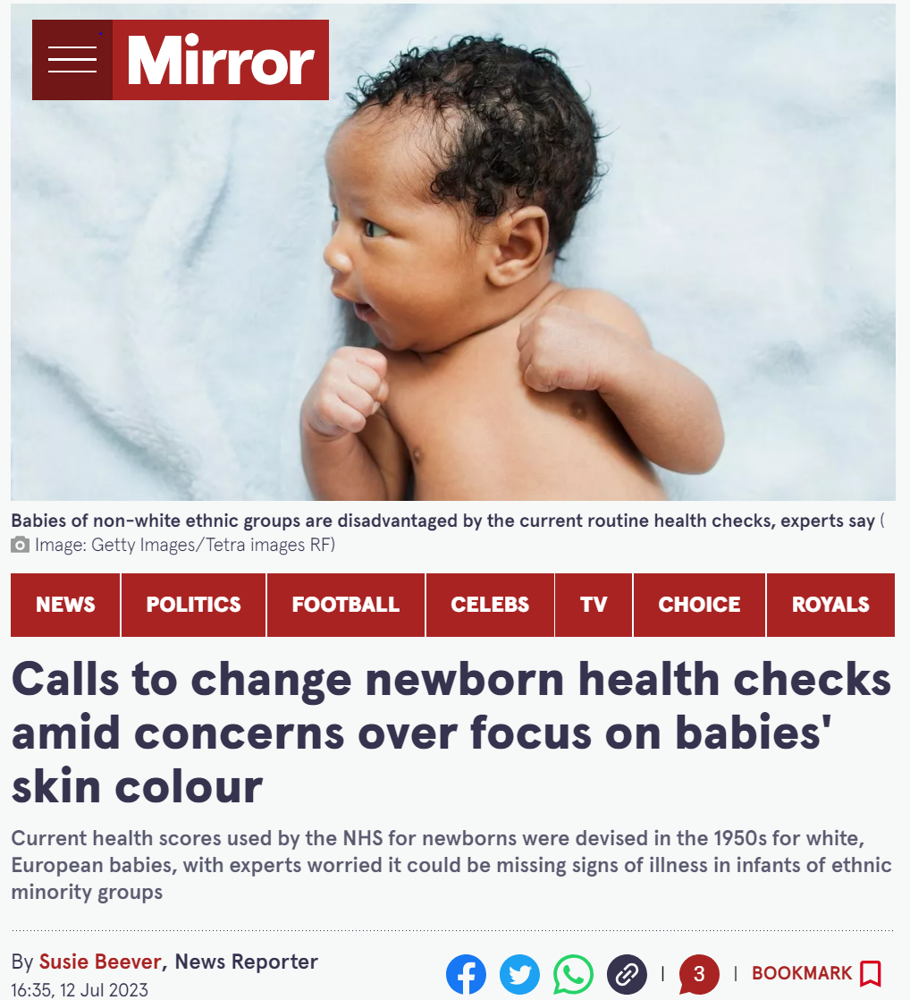 Mirror
Babies of non-white ethnic groups are disadvantaged by the current routine health checks, experts say (
Image: Getty Images/Tetra images RF)
NEWS POLITICS FOOTBALL CELEBS TV CHOICE ROYALS
Calls to change newborn health checks
amid concerns over focus on babies'
skin colour
Current health scores used by the NHS for newborns were devised in the 1950s for white,
European babies, with experts worried it could be missing signs of illness in infants of ethnic
minority groups
By Susie Beever, News Reporter
16:35, 12 Jul 2023
| 3 | BOOKMARK